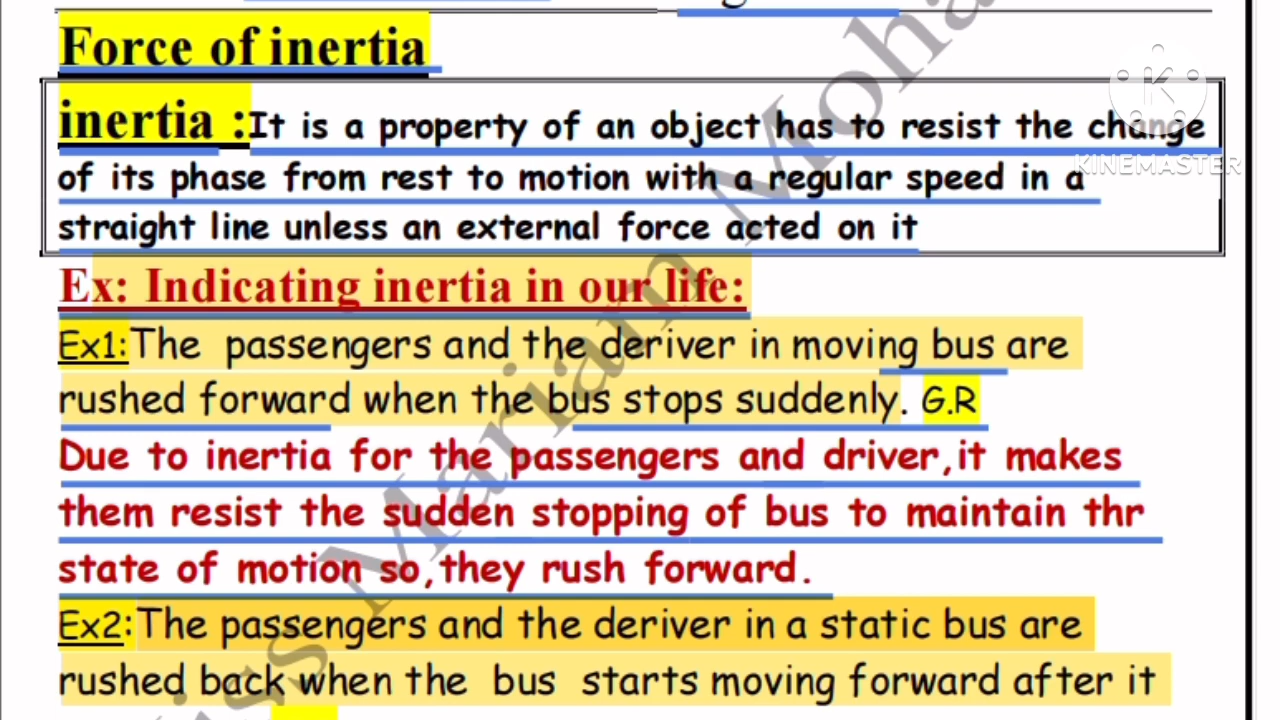 Force of inertia
inertia :It is a property of an object has to resist the change
of its phase from rest to motion with a regular speed in a
straight line unless an external force acted on it
Ex: Indicating inertia in our life:
Ex1:The passengers and the deriver in moving bus are
rushed forward when the bus stops suddenly. G.R
Due to inertia for the passengers and driver,it makes
them resist the sudden stopping of bus to maintain thr
state of motion so,they rush forward.
Ex2:The passengers and the deriver in a static bus are
rushed back when the bus starts moving forward after it
KINEMASTER
Miss Mariam Moha